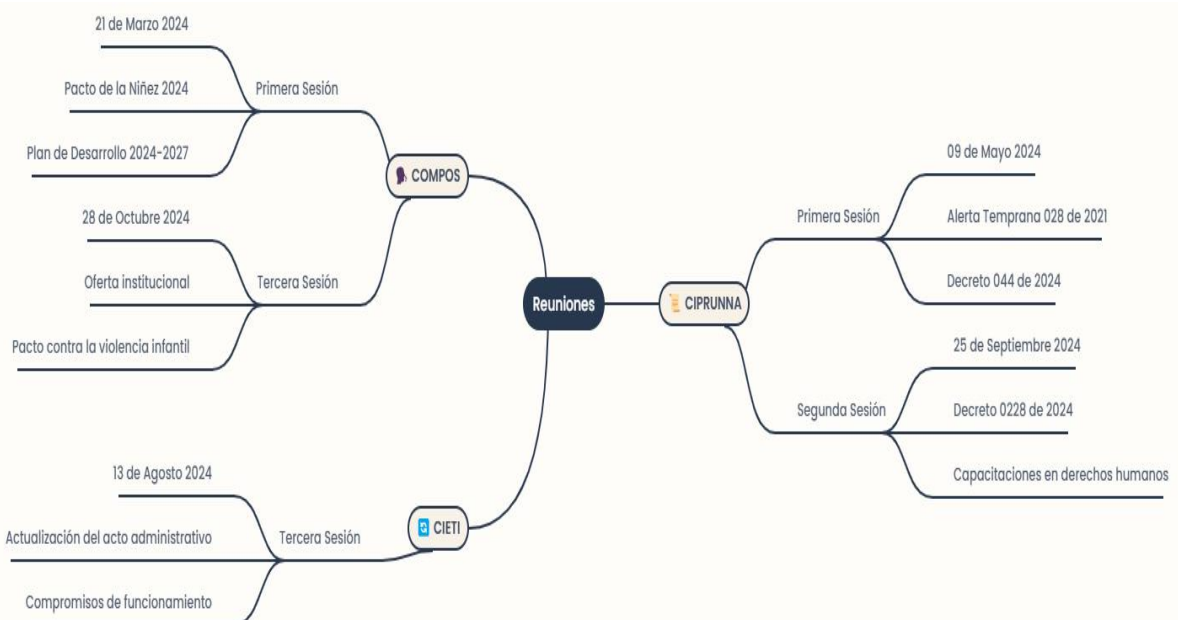 21 de Marzo 2024
Pacto de la Niñez 2024
Primera Sesión
Plan de Desarrollo 2024-2027
COMPOS
28 de Octubre 2024
Oferta institucional
Tercera Sesión
Pacto contra la violencia infantil
Reuniones
CIPRUNNA
09 de Mayo 2024
Primera Sesión
Alerta Temprana 028 de 2021
Decreto 044 de 2024
25 de Septiembre 2024
Segunda Sesión
Decreto 0228 de 2024
Capacitaciones en derechos humanos
13 de Agosto 2024
CIETI
Actualización del acto administrativo
Tercera Sesión
Compromisos de funcionamiento